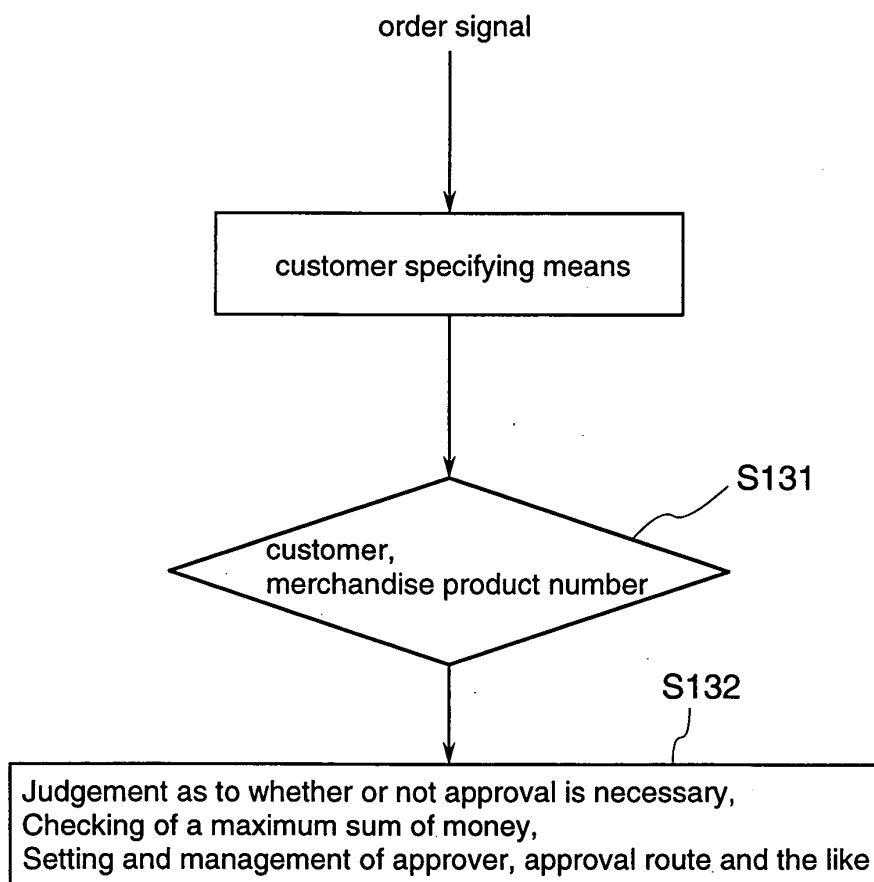 order signal
customer specifying means
S131
customer,
merchandise product number
S132
Judgement as to whether or not approval is necessary,
Checking of a maximum sum of money,
Setting and management of approver, approval route and the like